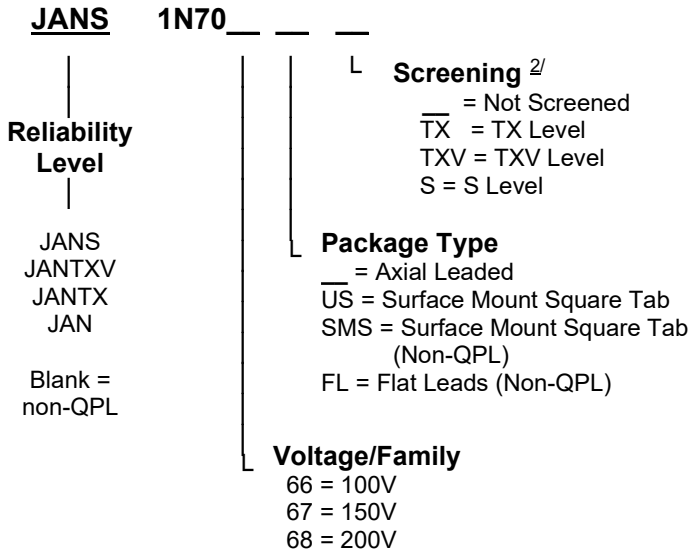 JANS 1N70__ __ __
Screening 2/
__ = Not Screened
TX = TX Level
TXV = TXV Level
S = S Level
Reliability
Level
JANS
JANTXV
JANTX
JAN
Blank =
non-QPL
Package Type
__ = Axial Leaded
US = Surface Mount Square Tab
SMS = Surface Mount Square Tab
(Non-QPL)
FL = Flat Leads (Non-QPL)
Voltage/Family
66 = 100V
67 = 150V
68 = 200V